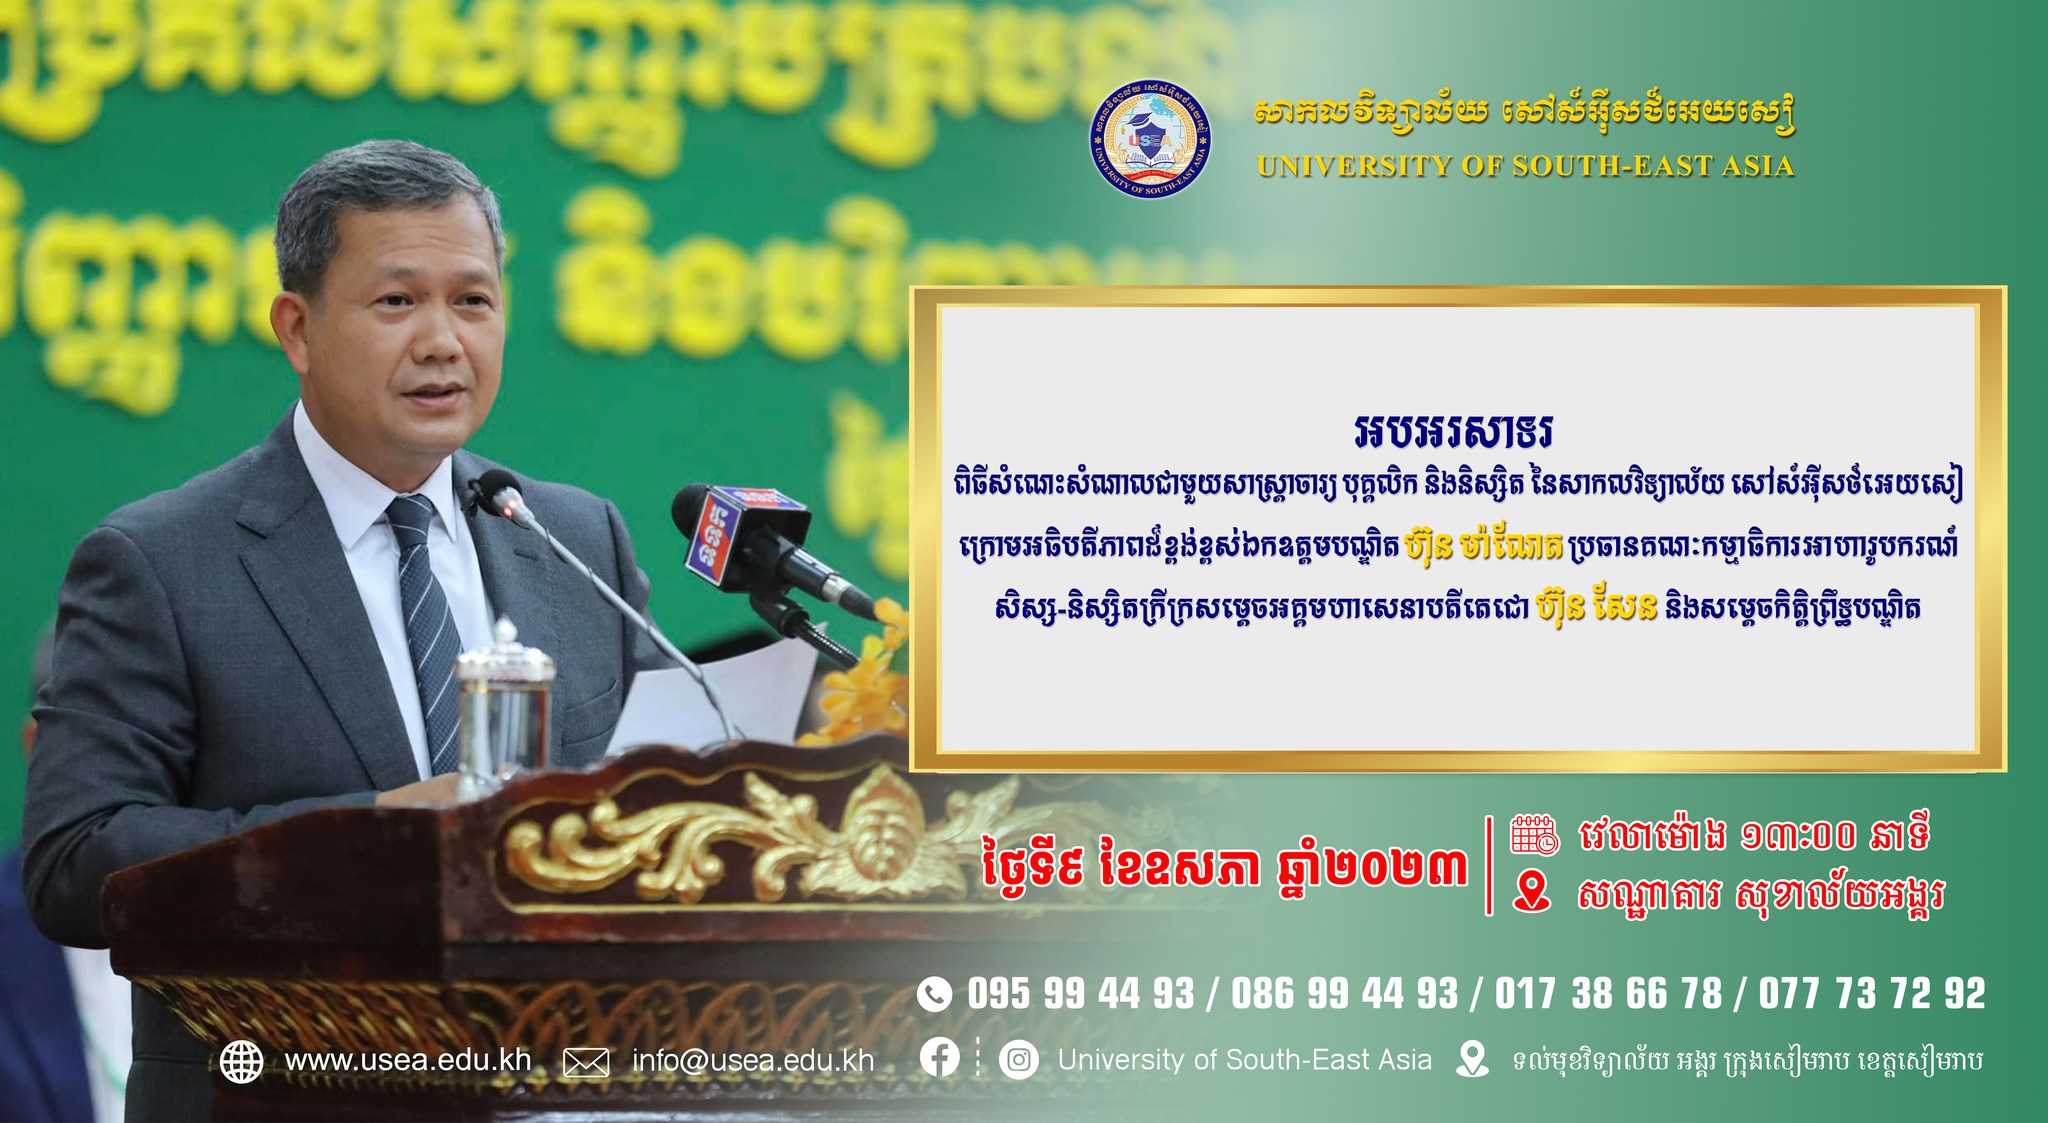 សាកលវិទ្យាល័យ សៅស៍អ៊ីសថ៍អេយសៀ
UNIVERSITY OF SOUTH-EAST ASIA
USEA
UNIVERSITY OF SOUTH-EAST ASIA
អបអរសាទរ
ពិធីសំណេះសំណាលជាមួយសាស្ត្រាចារ្យ បុគ្គលិក និងនិស្សិត នៃសាកលវិទ្យាល័យ សៅស៍អ៊ីសថ៍អេយសៀ
ក្រោមអធិបតីភាពដ៏ខ្ពង់ខ្ពស់ឯកឧត្តមបណ្ឌិត ហ៊ុន ម៉ាណែត ប្រធានគណៈកម្មាធិការអាហារូបករណ៍
សិស្ស-និស្សិតក្រីក្រសម្តេចអគ្គមហាសេនាបតីតេជោ ហ៊ុន សែន និងសម្តេចកិត្តិព្រឹទ្ធបណ្ឌិត
ថ្ងៃទី៩ ខែឧសភា ឆ្នាំ២០២៣
វេលាម៉ោង ១៣:០០ នាទី
សណ្ឋាគារ សុខាល័យអង្គរ
095 99 44 93 / 086 99 44 93 / 017 38 66 78 / 077 73 72 92
www.usea.edu.kh info@usea.edu.kh University of South-East Asia ទល់មុខវិទ្យាល័យ អង្គរ ក្រុងសៀមរាប ខេត្តសៀមរាប